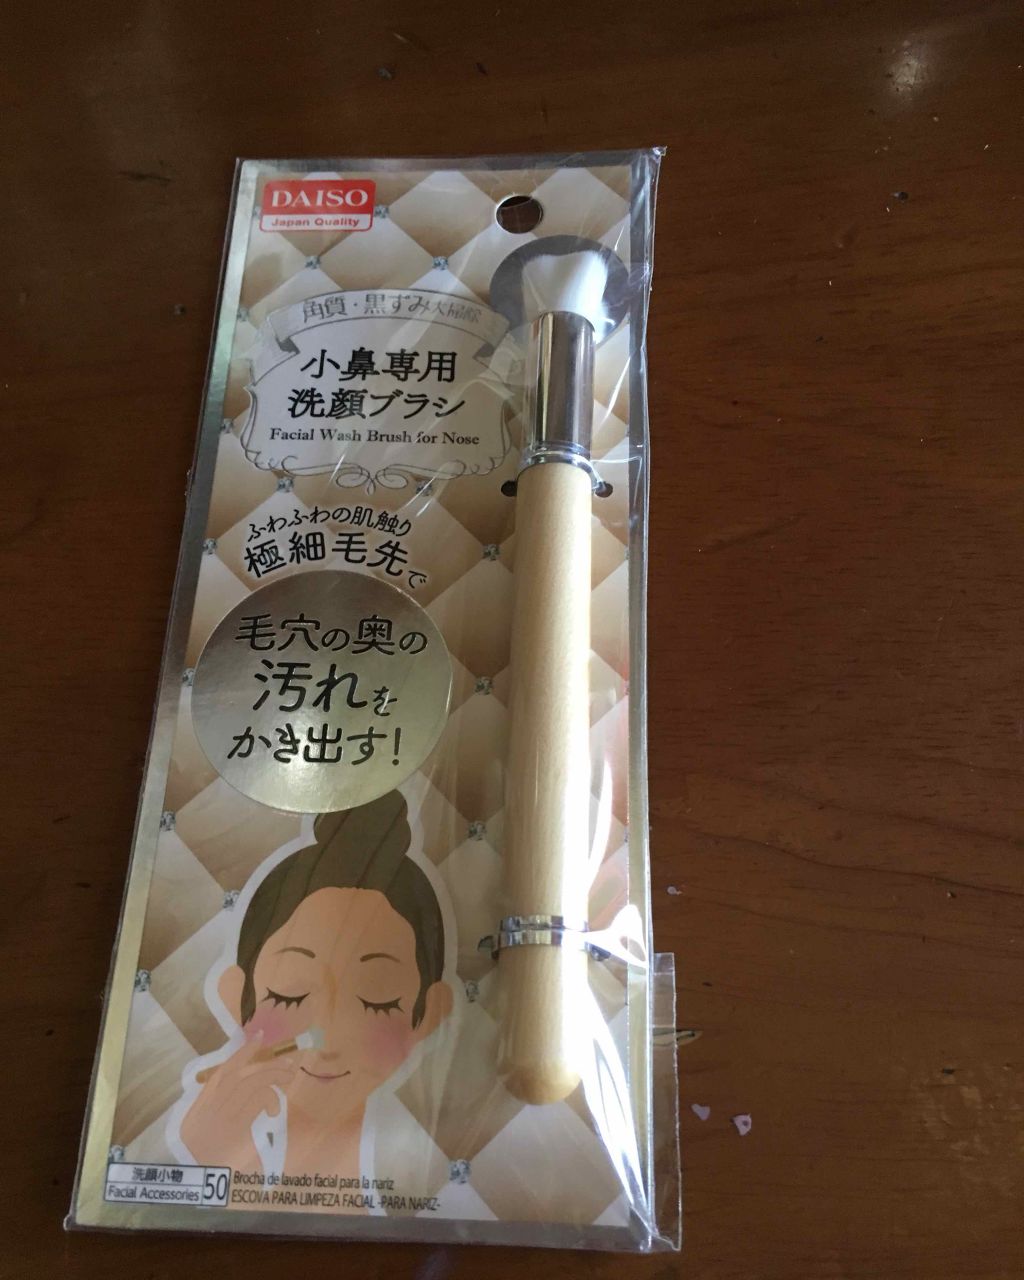 DAISO
Japan Quality
角質・黒ずみ大掃除
小鼻専用
洗顔ブラシ
Facial Wash Brush for Nose
ふわふわの肌触り
極細毛先で
毛穴の奥の
汚れを
かき出す!
洗顔小物
Facial Accessories
50
Brocha de lavado facial para la nariz
ESCOVA PARA LIMPEZA FACIAL -PARA NARIZ-